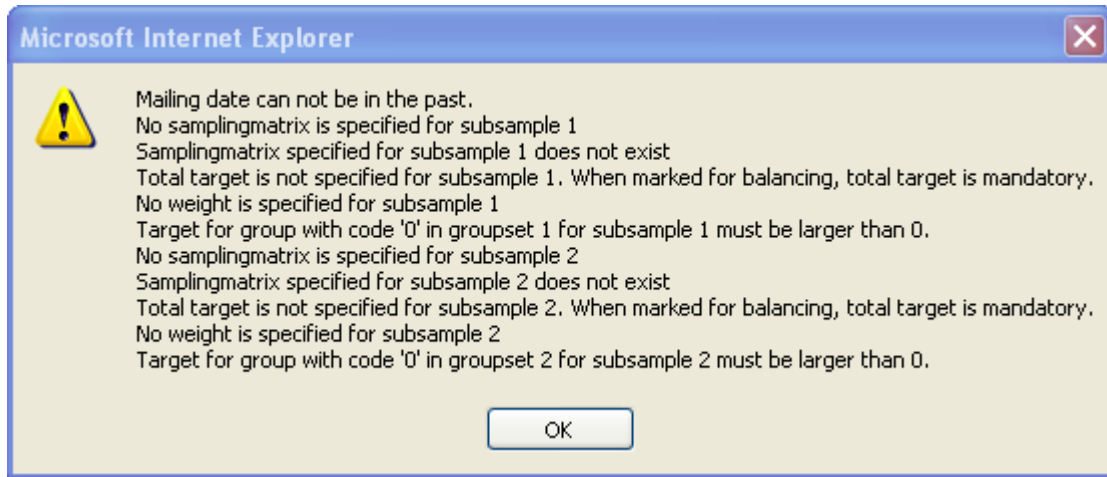 Microsoft Internet Explorer
Mailing date can not be in the past.
No samplingmatrix is specified for subsample 1
Samplingmatrix specified for subsample 1 does not exist
Total target is not specified for subsample 1. When marked for balancing, total target is mandatory.
No weight is specified for subsample 1
Target for group with code '0' in groupset 1 for subsample 1 must be larger than 0.
No samplingmatrix is specified for subsample 2
Samplingmatrix specified for subsample 2 does not exist
Total target is not specified for subsample 2. When marked for balancing, total target is mandatory.
No weight is specified for subsample 2
Target for group with code '0' in groupset 2 for subsample 2 must be larger than 0.
OK